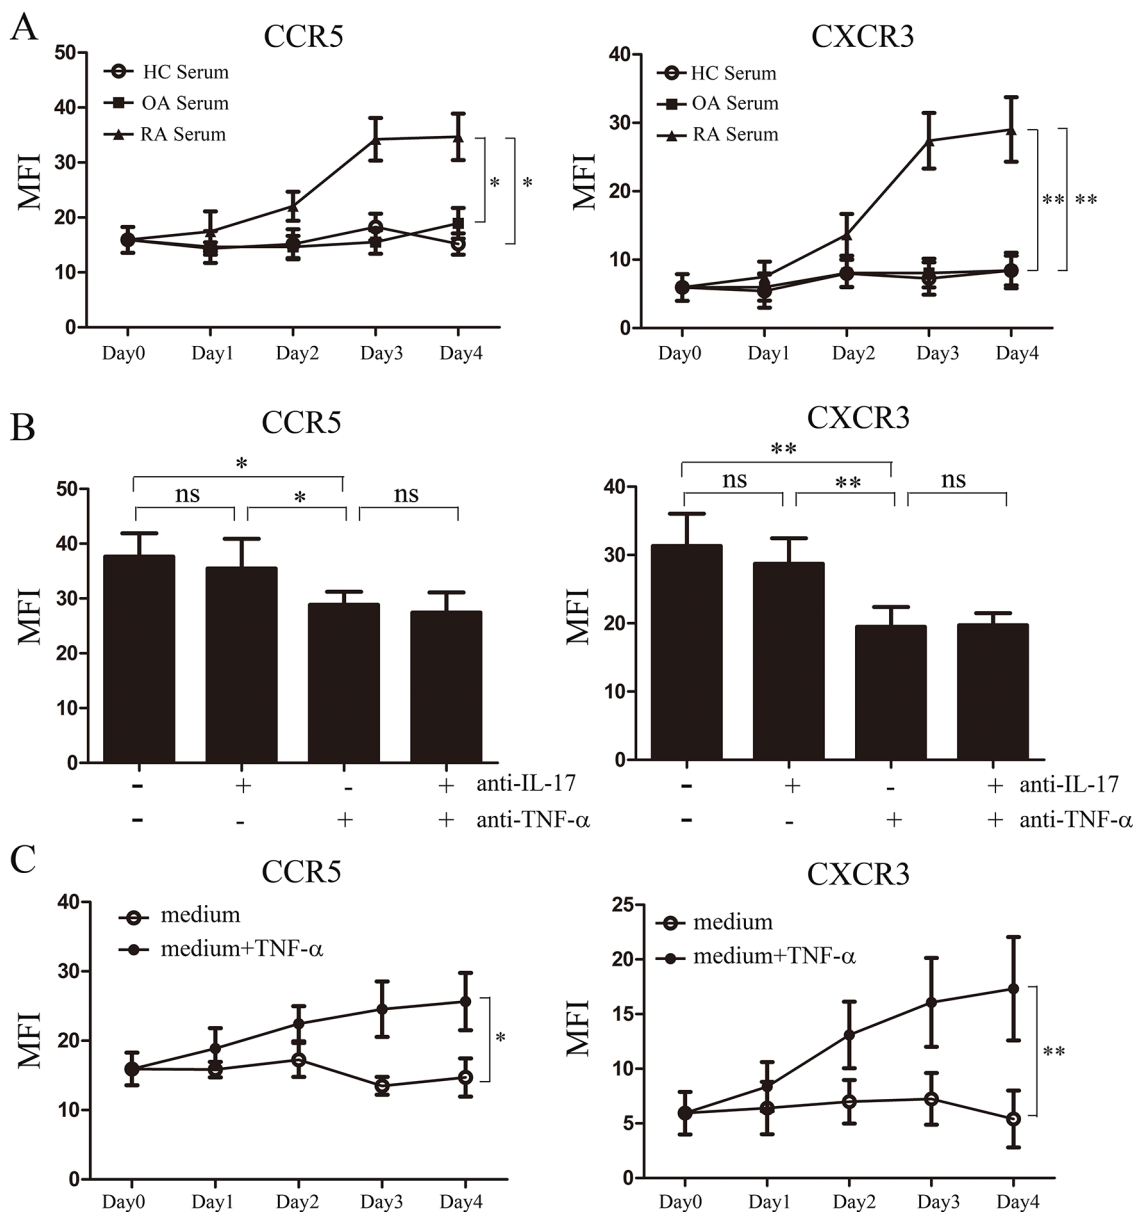 A
CCR5
CXCR3
50
40
30
20
10
0
MFI
HC Serum
OA Serum
RA Serum
*
*
Day0 Day1 Day2 Day3 Day4
40
30
20
10
0
MFI
HC Serum
OA Serum
RA Serum
**
**
Day0 Day1 Day2 Day3 Day4
B
CCR5
CXCR3
*
ns * ns
50
40
30
20
10
0
MFI
- + - + anti-IL-17
- - + + anti-TNF-α
**
ns ** ns
40
30
20
10
0
MFI
- + - + anti-IL-17
- - + + anti-TNF-α
C
CCR5
CXCR3
40
30
20
10
0
MFI
medium
medium+TNF-α
*
Day0 Day1 Day2 Day3 Day4
25
20
15
10
5
0
MFI
medium
medium+TNF-α
**
Day0 Day1 Day2 Day3 Day4